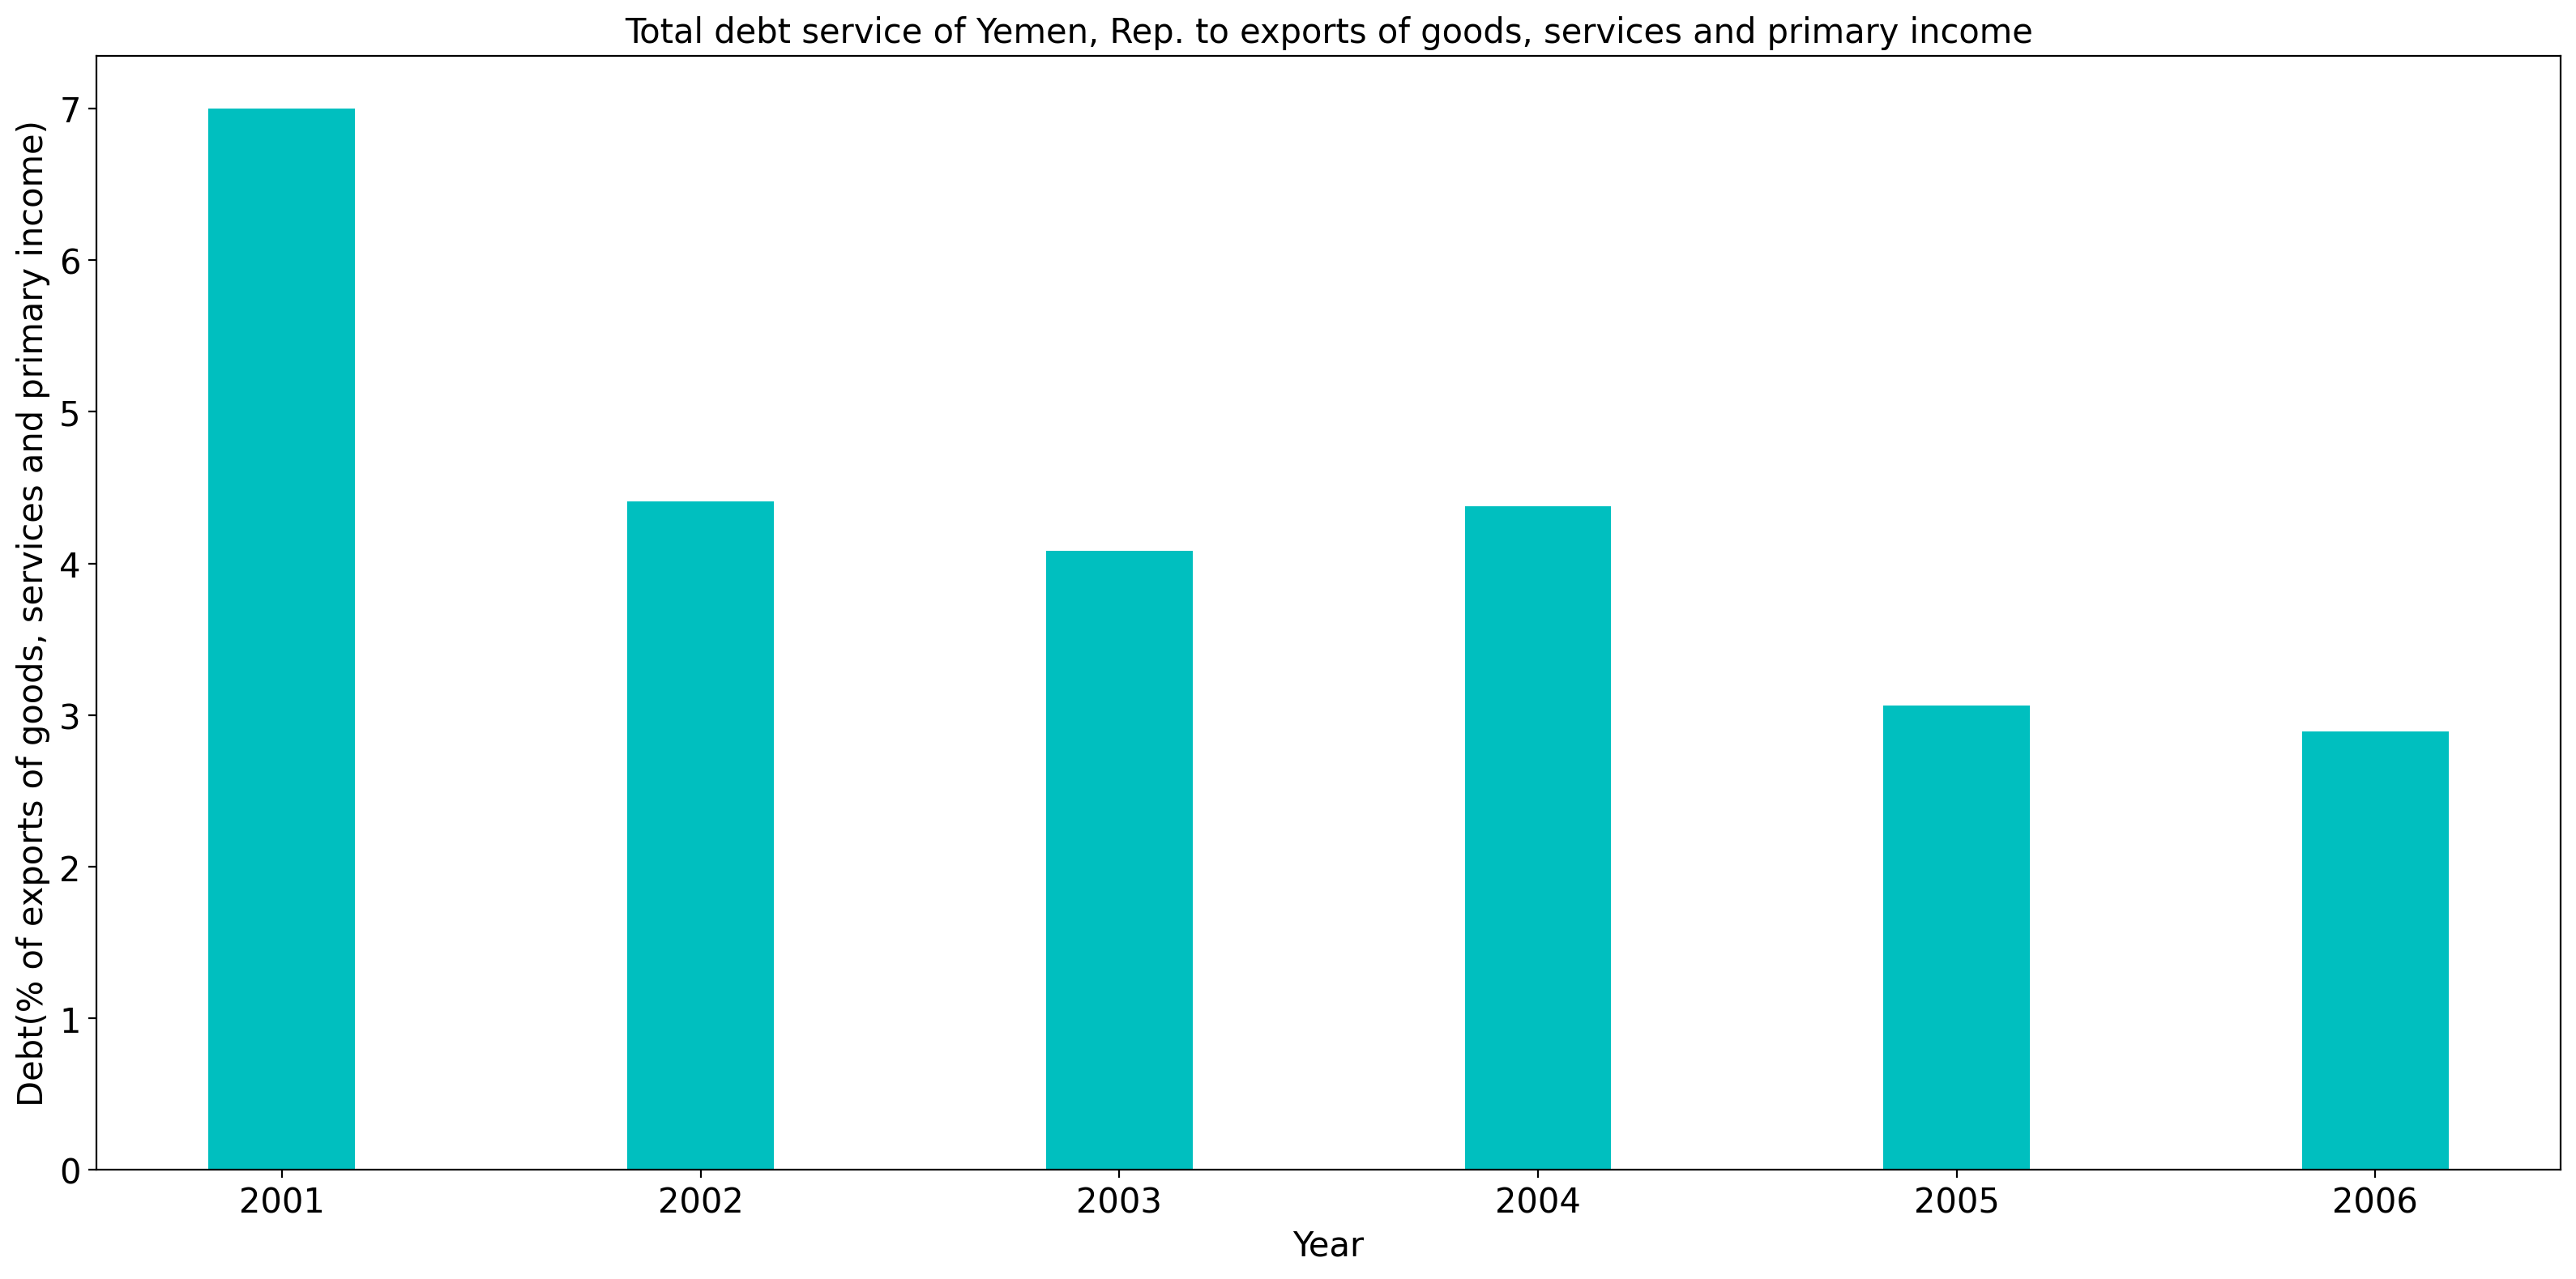 Total debt service of Yemen, Rep. to exports of goods, services and primary income
Debt(% of exports of goods, services and primary income)
7
6
5
4
3
2
1
0
2001 2002 2003 2004 2005 2006
Year